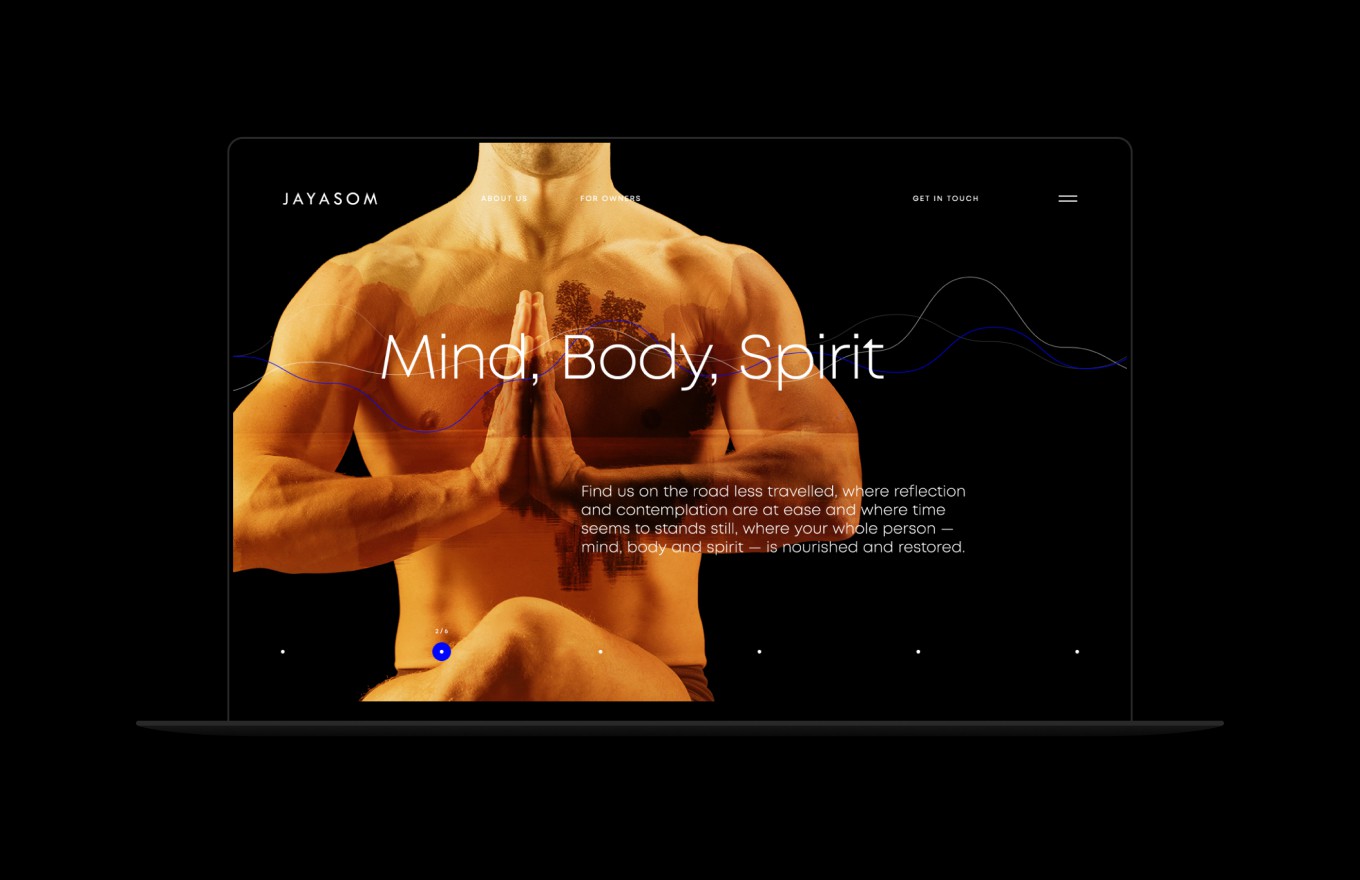 JAYASOM
ABOUT US
FOR OWNERS
GET IN TOUCH
Mind, Body, Spirit
Find us on the road less travelled, where reflection
and contemplation are at ease and where time
seems to stands still, where your whole person —
mind, body and spirit — is nourished and restored.
2/6